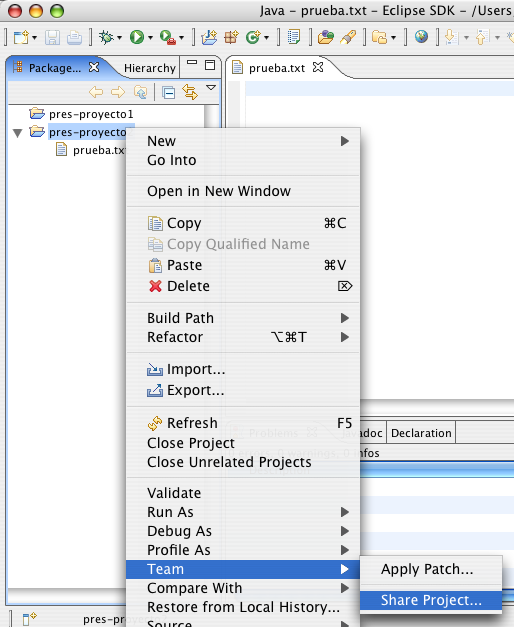 Java – prueba.txt – Eclipse SDK – /Users
Package...
Hierarchy
prueba.txt
pres-proyecto1
pres-proyecto
prueba.tx
New
Go Into
Open in New Window
Copy ⌘C
Copy Qualified Name
Paste ⌘V
Delete ⌦
Build Path
Refactor ⌥⌘T
Import...
Export...
Refresh F5
Close Project
Close Unrelated Projects
Validate
Run As
Debug As
Profile As
Team
Compare With
Restore from Local History...
Source
Apply Patch...
Share Project...
Problems
adoc
Declaration
warnings, 0 infos
pres-pro